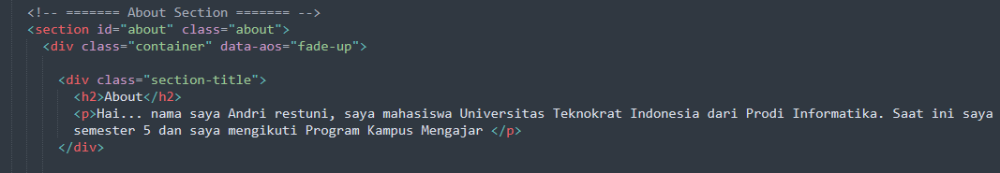 <!-- ======= About Section ======= -->
<section id="about" class="about">
<div class="container" data-aos="fade-up">
<div class="section-title">
<h2>About</h2>
<p>Hai... nama saya Andri restuni, saya mahasiswa Universitas Teknokrat Indonesia dari Prodi Informatika. Saat ini saya
semester 5 dan saya mengikuti Program Kampus Mengajar </p>
</div>